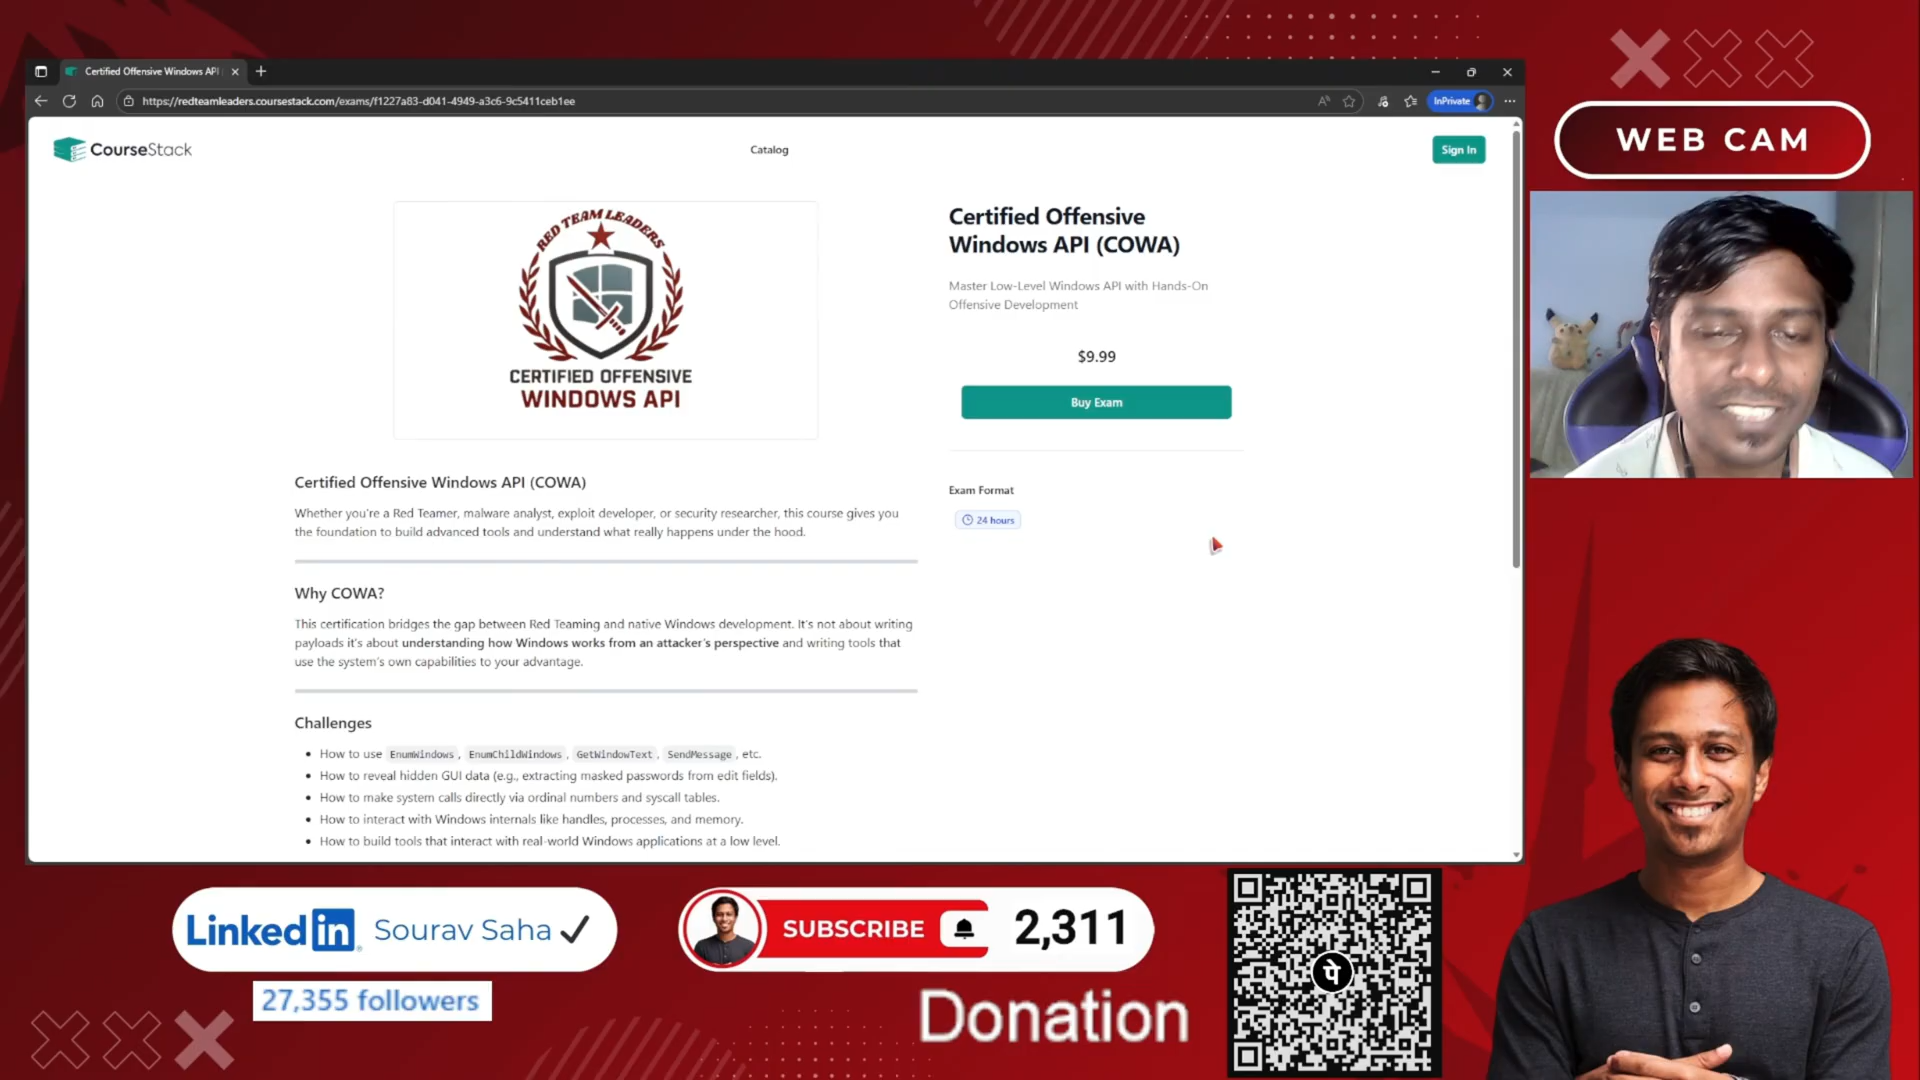 Certified Offensive Windows API
https://redteamleaders.coursestack.com/exams/f1227a83-d041-4949-a3c6-9c5411ceb1ee
InPrivate
WEB CAM
CourseStack
Catalog
Sign In
RED TEAM LEADERS
CERTIFIED OFFENSIVE
WINDOWS API
Certified Offensive
Windows API (COWA)
Master Low-Level Windows API with Hands-On
Offensive Development
$9.99
Buy Exam
Exam Format
24 hours
Certified Offensive Windows API (COWA)
Whether you're a Red Teamer, malware analyst, exploit developer, or security researcher, this course gives you
the foundation to build advanced tools and understand what really happens under the hood.
Why COWA?
This certification bridges the gap between Red Teaming and native Windows development. It's not about writing
payloads it's about understanding how Windows works from an attacker's perspective and writing tools that
use the system's own capabilities to your advantage.
Challenges
• How to use EnumWindows, EnumChildWindows, GetWindowText, SendMessage, etc.
• How to reveal hidden GUI data (e.g., extracting masked passwords from edit fields).
• How to make system calls directly via ordinal numbers and syscall tables.
• How to interact with Windows internals like handles, processes, and memory.
• How to build tools that interact with real-world Windows applications at a low level.
Linked in Sourav Saha
27,355 followers
SUBSCRIBE
2,311
Donation
पे